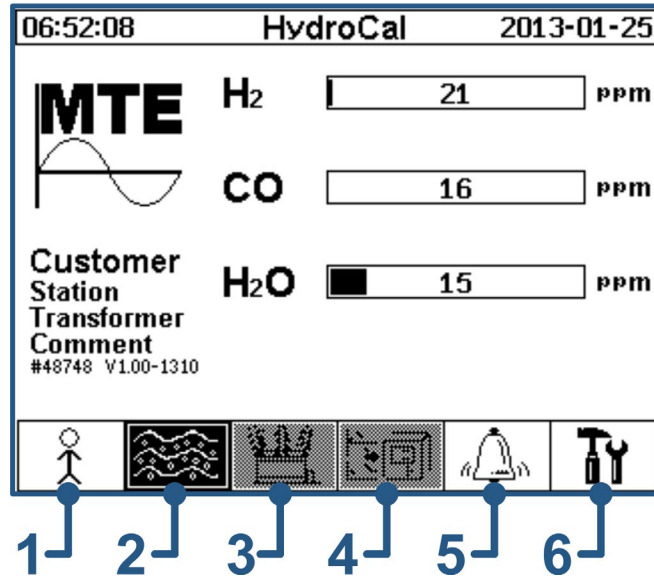 06:52:08 HydroCal 2013-01-25
MTE
H2 21 ppm
CO 16 ppm
H2O 15 ppm
Customer
Station
Transformer
Comment
#48748 V1.00-1310
1 2 3 4 5 6